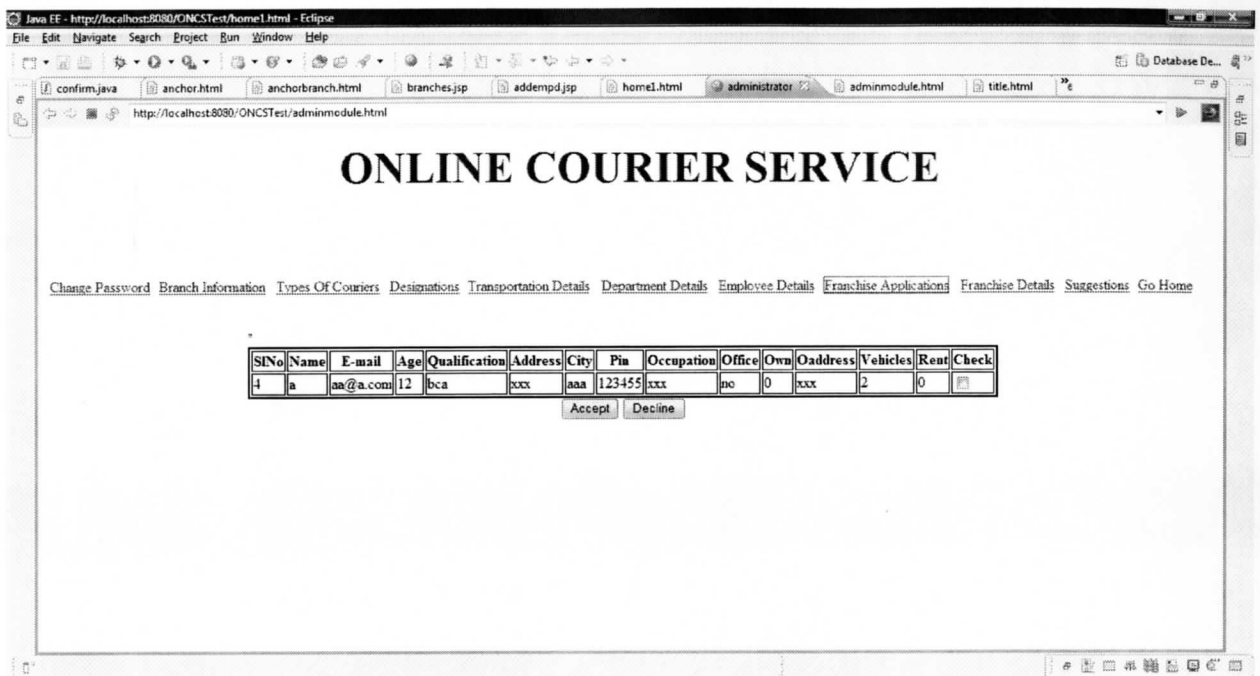 Java EE - http://localhost:8080/ONCSTest/home1.html - Eclipse
File Edit Navigate Search Project Run Window Help
Database De...
confirm.java anchor.html anchorbranch.html branches.jsp addempd.jsp home1.html administrator adminmodule.html title.html
http://localhost:8080/ONCSTest/adminmodule.html
ONLINE COURIER SERVICE
Change Password Branch Information Types Of Couriers Designations Transportation Details Department Details Employee Details Franchise Applications Franchise Details Suggestions Go Home
SlNo Name E-mail Age Qualification Address City Pin Occupation Office Own Oaddress Vehicles Rent Check
4 a aa@a.com 12 bca xxx aaa 123455 xxx no 0 xxx 2 0
Accept Decline